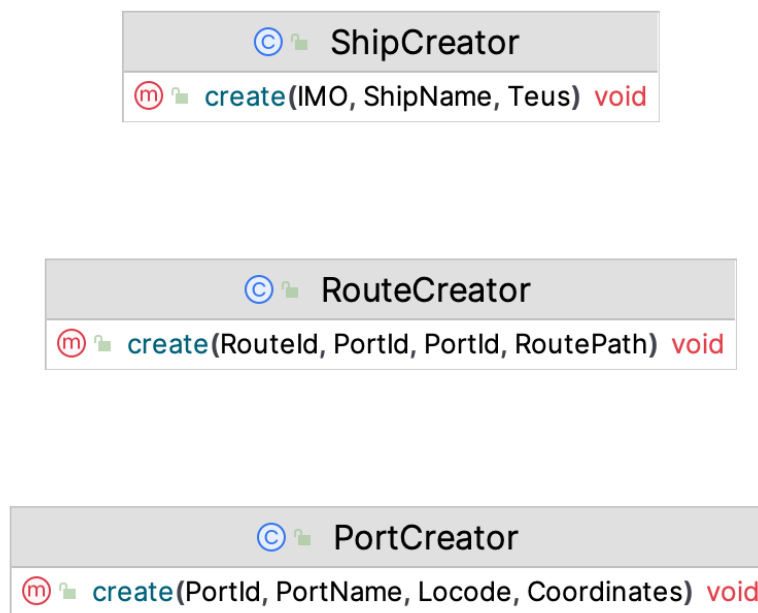 © ShipCreator
m create(IMO, ShipName, Teus) void
© RouteCreator
m create(RouteId, PortId, PortId, RoutePath) void
© PortCreator
m create(PortId, PortName, Locode, Coordinates) void